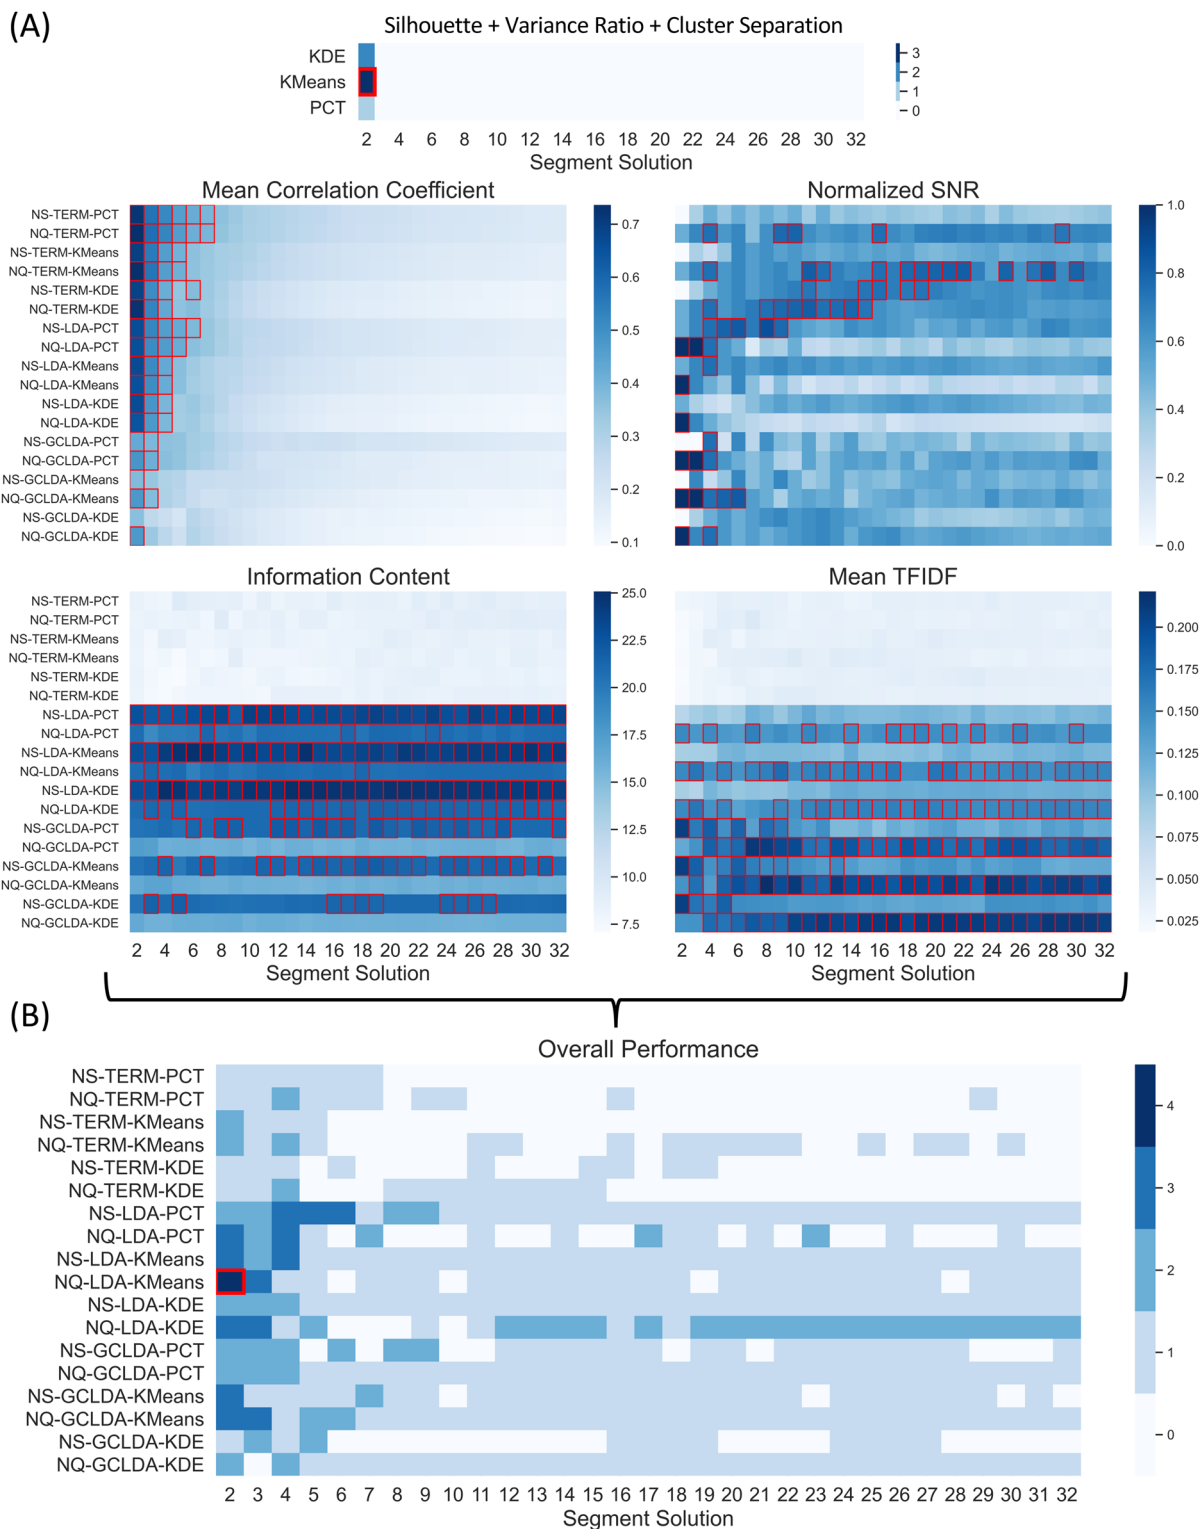 (A)
Silhouette + Variance Ratio + Cluster Separation
KDE
KMeans
PCT
3
2
1
0
2 4 6 8 10 12 14 16 18 20 22 24 26 28 30 32
Segment Solution
Mean Correlation Coefficient
NS-TERM-PCT
NQ-TERM-PCT
NS-TERM-KMeans
NQ-TERM-KMeans
NS-TERM-KDE
NQ-TERM-KDE
NS-LDA-PCT
NQ-LDA-PCT
NS-LDA-KMeans
NQ-LDA-KMeans
NS-LDA-KDE
NQ-LDA-KDE
NS-GCLDA-PCT
NQ-GCLDA-PCT
NS-GCLDA-KMeans
NQ-GCLDA-KMeans
NS-GCLDA-KDE
NQ-GCLDA-KDE
0.7
0.6
0.5
0.4
0.3
0.2
0.1
Normalized SNR
1.0
0.8
0.6
0.4
0.2
0.0
Information Content
NS-TERM-PCT
NQ-TERM-PCT
NS-TERM-KMeans
NQ-TERM-KMeans
NS-TERM-KDE
NQ-TERM-KDE
NS-LDA-PCT
NQ-LDA-PCT
NS-LDA-KMeans
NQ-LDA-KMeans
NS-LDA-KDE
NQ-LDA-KDE
NS-GCLDA-PCT
NQ-GCLDA-PCT
NS-GCLDA-KMeans
NQ-GCLDA-KMeans
NS-GCLDA-KDE
NQ-GCLDA-KDE
25.0
22.5
20.0
17.5
15.0
12.5
10.0
7.5
2 4 6 8 10 12 14 16 18 20 22 24 26 28 30 32
Segment Solution
Mean TFIDF
0.200
0.175
0.150
0.125
0.100
0.075
0.050
0.025
2 4 6 8 10 12 14 16 18 20 22 24 26 28 30 32
Segment Solution
(B)
Overall Performance
NS-TERM-PCT
NQ-TERM-PCT
NS-TERM-KMeans
NQ-TERM-KMeans
NS-TERM-KDE
NQ-TERM-KDE
NS-LDA-PCT
NQ-LDA-PCT
NS-LDA-KMeans
NQ-LDA-KMeans
NS-LDA-KDE
NQ-LDA-KDE
NS-GCLDA-PCT
NQ-GCLDA-PCT
NS-GCLDA-KMeans
NQ-GCLDA-KMeans
NS-GCLDA-KDE
NQ-GCLDA-KDE
4
3
2
1
0
2 3 4 5 6 7 8 9 10 11 12 13 14 15 16 17 18 19 20 21 22 23 24 25 26 27 28 29 30 31 32
Segment Solution